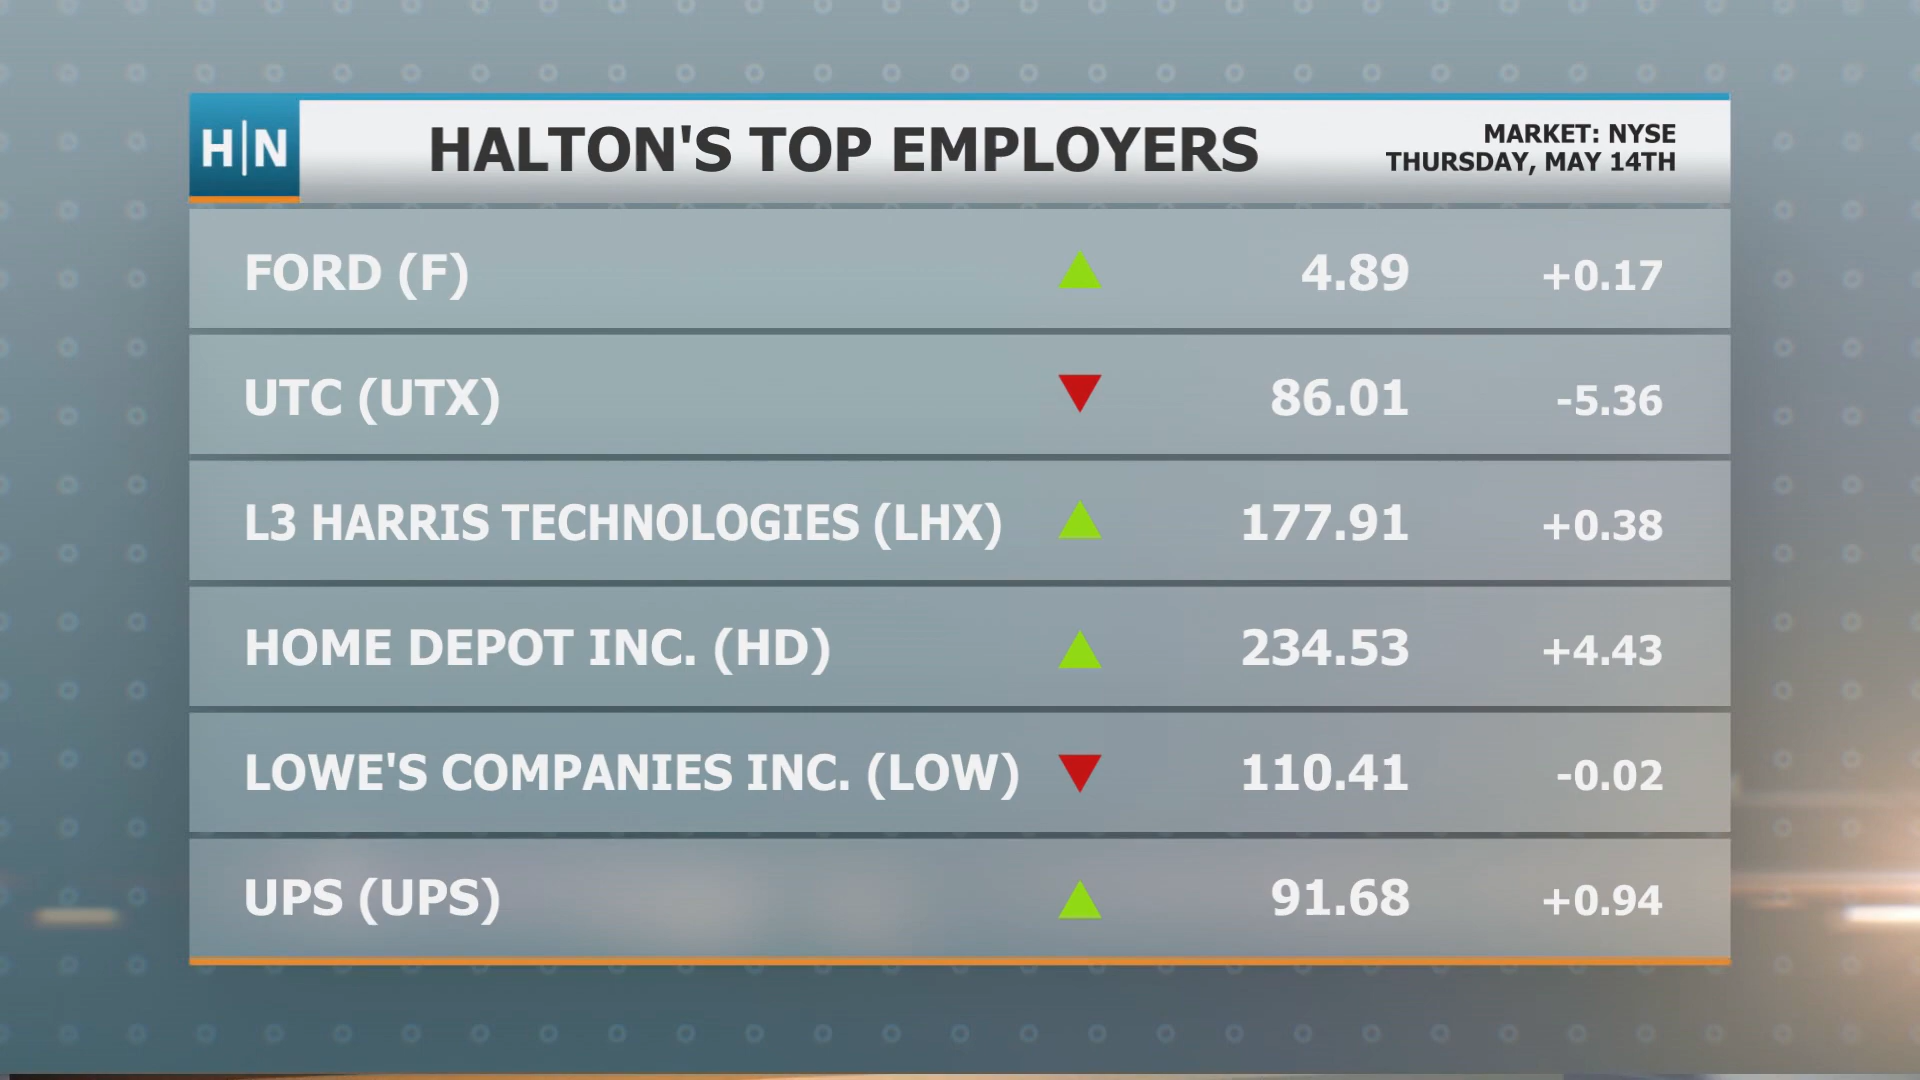 H|N
HALTON'S TOP EMPLOYERS
MARKET: NYSE
THURSDAY, MAY 14TH
FORD (F) 4.89 +0.17
UTC (UTX) 86.01 -5.36
L3 HARRIS TECHNOLOGIES (LHX) 177.91 +0.38
HOME DEPOT INC. (HD) 234.53 +4.43
LOWE'S COMPANIES INC. (LOW) 110.41 -0.02
UPS (UPS) 91.68 +0.94